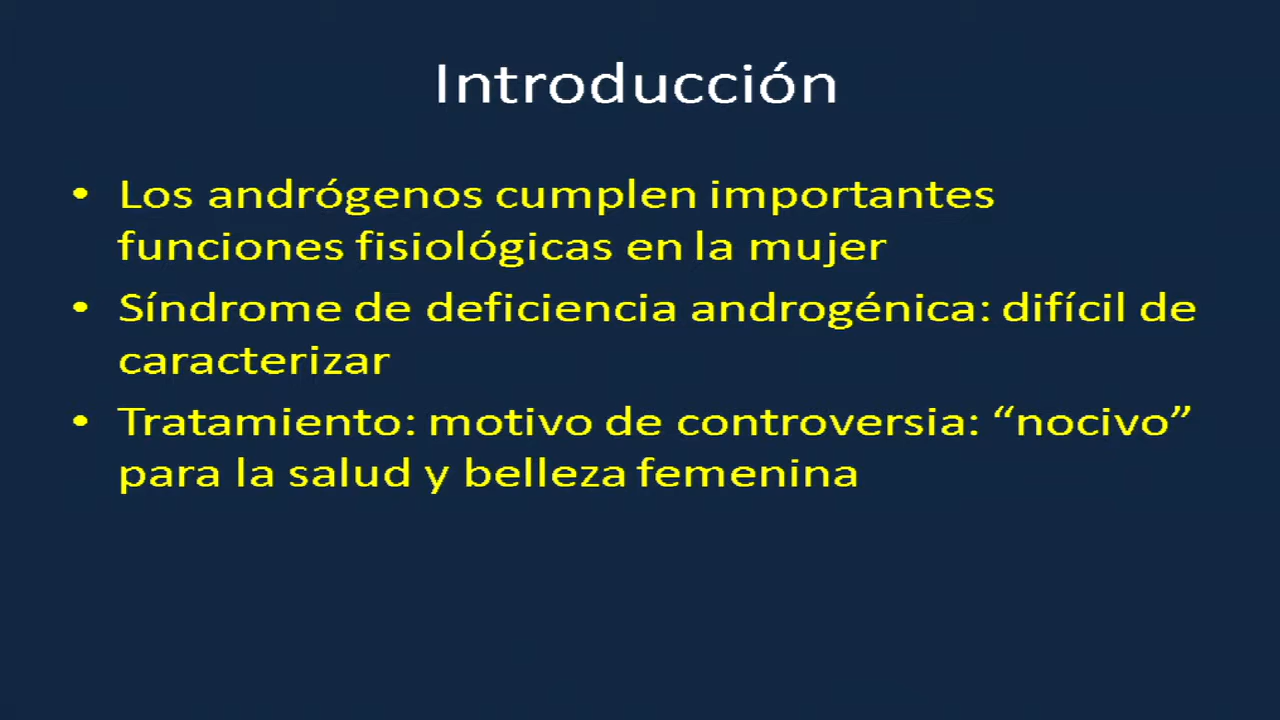 Introducción
• Los andrógenos cumplen importantes
funciones fisiológicas en la mujer
• Síndrome de deficiencia androgénica: difícil de
caracterizar
• Tratamiento: motivo de controversia: “nocivo”
para la salud y belleza femenina